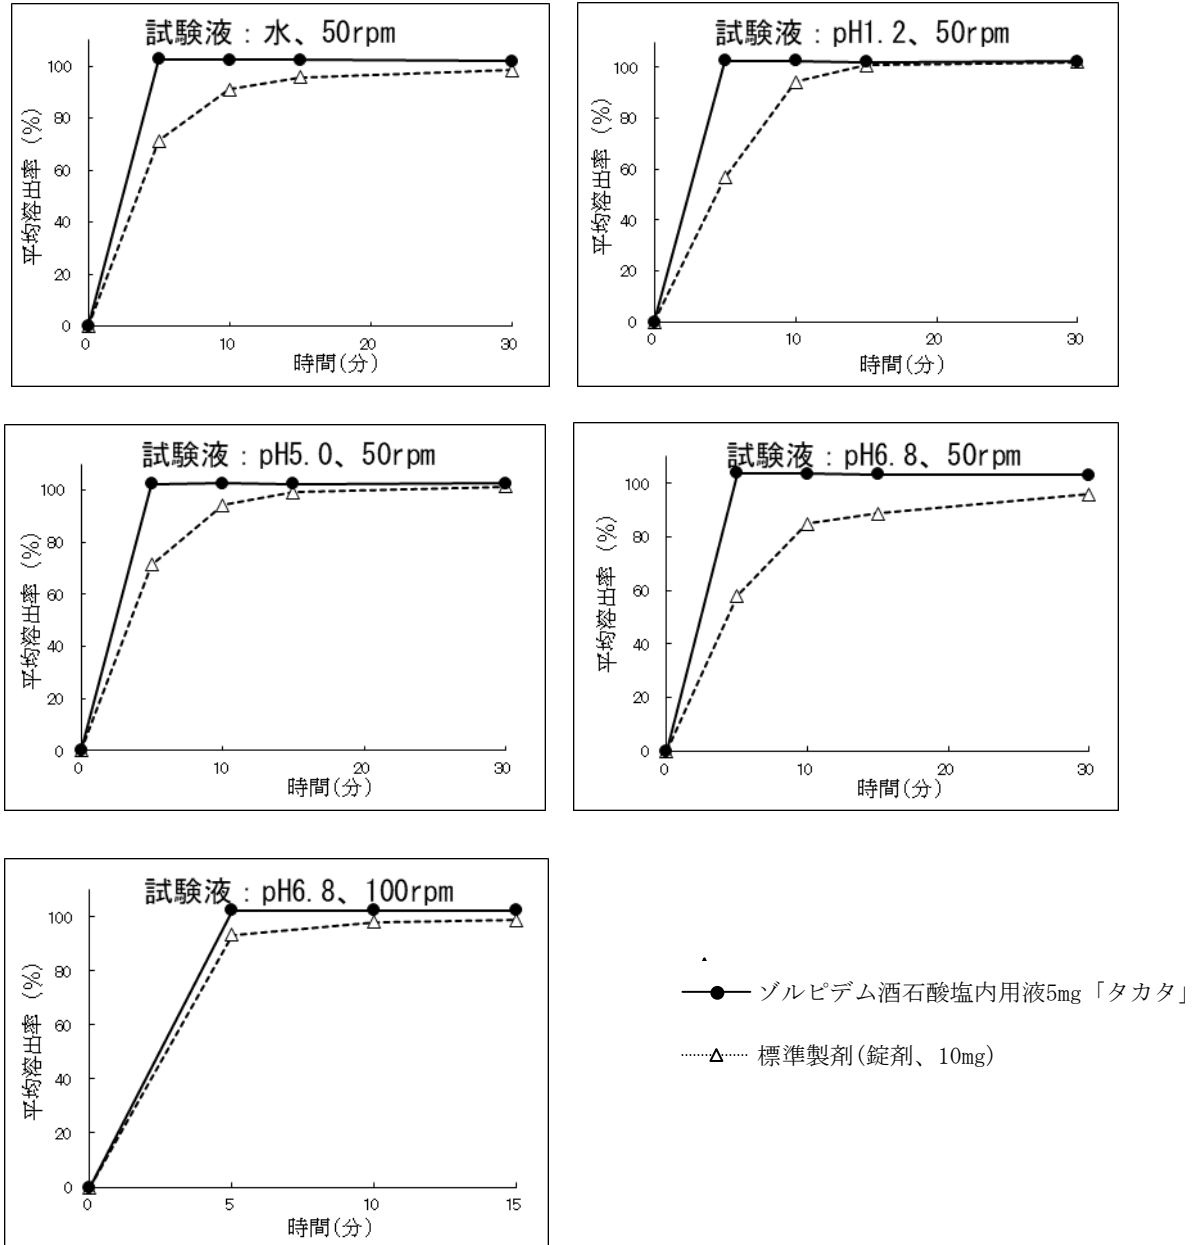 試験液：水、50rpm
平均溶出率 (%)
100
80
60
40
20
0
0
10
20
30
時間(分)
試験液：pH1.2、50rpm
平均溶出率 (%)
100
80
60
40
20
0
0
10
20
30
時間(分)
試験液：pH5.0、50rpm
平均溶出率 (%)
100
80
60
40
20
0
0
10
20
30
時間(分)
試験液：pH6.8、50rpm
平均溶出率 (%)
100
80
60
40
20
0
0
10
20
30
時間(分)
試験液：pH6.8、100rpm
平均溶出率 (%)
100
80
60
40
20
0
0
5
10
15
時間(分)
ゾルピデム酒石酸塩内用液5mg「タカタ」
標準製剤(錠剤、10mg)